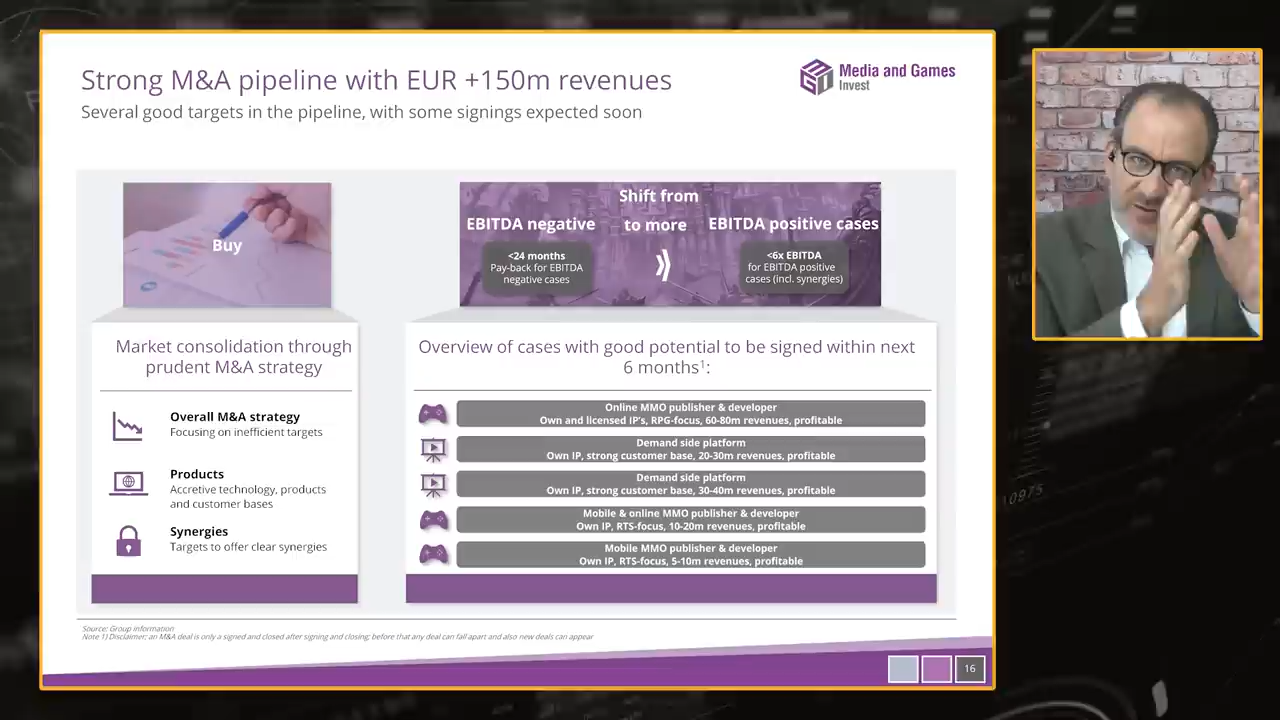 Strong M&A pipeline with EUR +150m revenues
Several good targets in the pipeline, with some signings expected soon
Media and Games
Invest
Buy
Shift from
EBITDA negative
to more
EBITDA positive cases
<24 months
Pay-back for EBITDA
negative cases
<6x EBITDA
for EBITDA positive
cases (incl. synergies)
Market consolidation through
prudent M&A strategy
Overall M&A strategy
Focusing on inefficient targets
Products
Accretive technology, products
and customer bases
Synergies
Targets to offer clear synergies
Overview of cases with good potential to be signed within next
6 months1:
Online MMO publisher & developer
Own and licensed IP's, RPG-focus, 60-80m revenues, profitable
Demand side platform
Own IP, strong customer base, 20-30m revenues, profitable
Demand side platform
Own IP, strong customer base, 30-40m revenues, profitable
Mobile & online MMO publisher & developer
Own IP, RTS-focus, 10-20m revenues, profitable
Mobile MMO publisher & developer
Own IP, RTS-focus, 5-10m revenues, profitable
Source: Group information
Note 1) Disclaimer: an M&A deal is only a signed and closed after signing and closing; before that any deal can fall apart and also new deals can appear
16